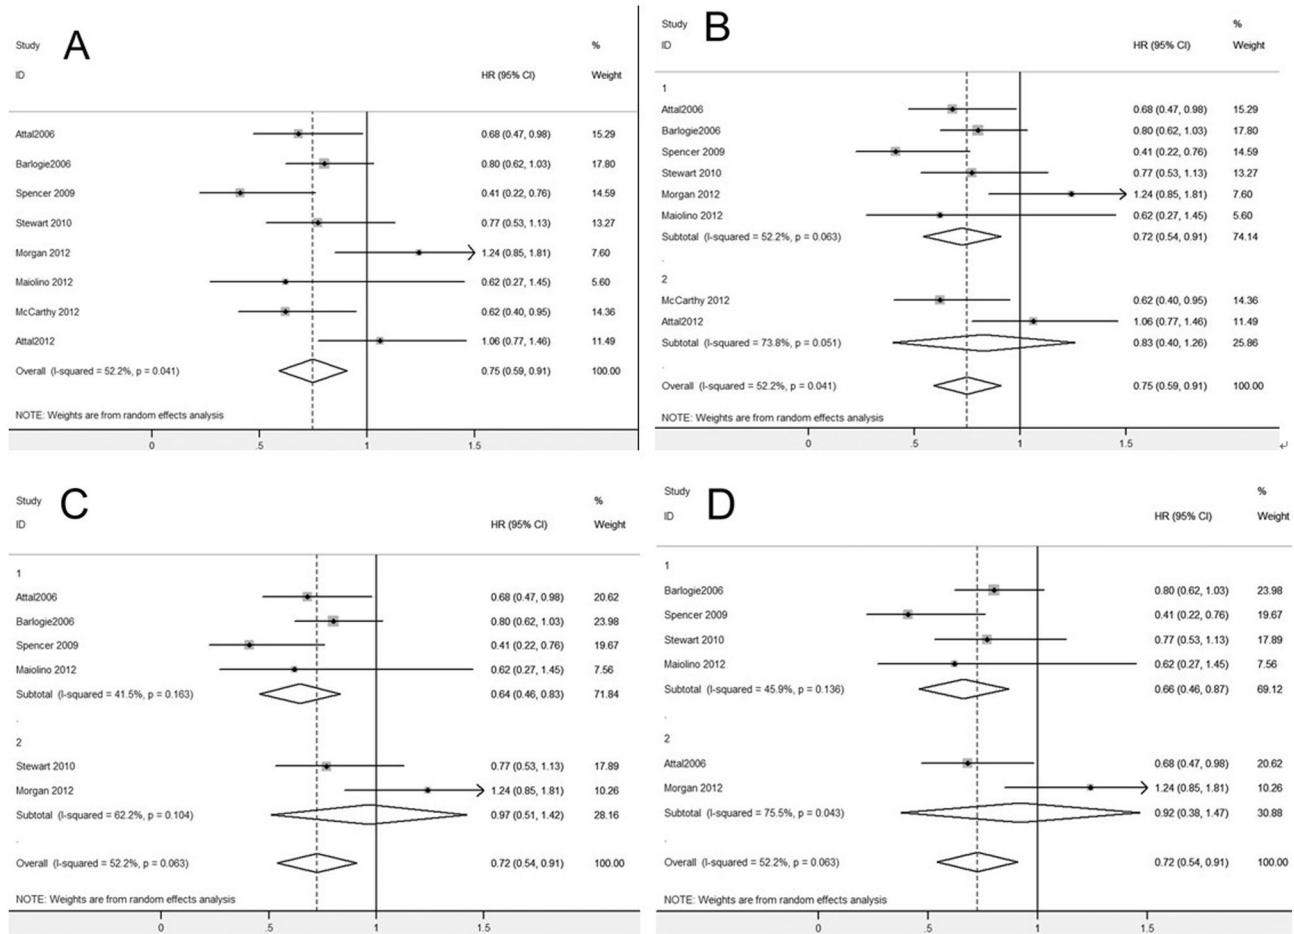 A
Study %
ID HR (95% CI) Weight
Attal2006 0.68 (0.47, 0.98) 15.29
Barlogie2006 0.80 (0.62, 1.03) 17.80
Spencer 2009 0.41 (0.22, 0.76) 14.59
Stewart 2010 0.77 (0.53, 1.13) 13.27
Morgan 2012 1.24 (0.85, 1.81) 7.60
Maiolino 2012 0.62 (0.27, 1.45) 5.60
McCarthy 2012 0.62 (0.40, 0.95) 14.36
Attal2012 1.06 (0.77, 1.46) 11.49
Overall (I-squared = 52.2%, p = 0.041) 0.75 (0.59, 0.91) 100.00
NOTE: Weights are from random effects analysis
0 .5 1 1.5
B
Study %
ID HR (95% CI) Weight
1
Attal2006 0.68 (0.47, 0.98) 15.29
Barlogie2006 0.80 (0.62, 1.03) 17.80
Spencer 2009 0.41 (0.22, 0.76) 14.59
Stewart 2010 0.77 (0.53, 1.13) 13.27
Morgan 2012 1.24 (0.85, 1.81) 7.60
Maiolino 2012 0.62 (0.27, 1.45) 5.60
Subtotal (I-squared = 52.2%, p = 0.063) 0.72 (0.54, 0.91) 74.14
.
2
McCarthy 2012 0.62 (0.40, 0.95) 14.36
Attal2012 1.06 (0.77, 1.46) 11.49
Subtotal (I-squared = 73.8%, p = 0.051) 0.83 (0.40, 1.26) 25.86
.
Overall (I-squared = 52.2%, p = 0.041) 0.75 (0.59, 0.91) 100.00
NOTE: Weights are from random effects analysis
0 .5 1 1.5 ↵
C
Study %
ID HR (95% CI) Weight
1
Attal2006 0.68 (0.47, 0.98) 20.62
Barlogie2006 0.80 (0.62, 1.03) 23.98
Spencer 2009 0.41 (0.22, 0.76) 19.67
Maiolino 2012 0.62 (0.27, 1.45) 7.56
Subtotal (I-squared = 41.5%, p = 0.163) 0.64 (0.46, 0.83) 71.84
.
2
Stewart 2010 0.77 (0.53, 1.13) 17.89
Morgan 2012 1.24 (0.85, 1.81) 10.26
Subtotal (I-squared = 62.2%, p = 0.104) 0.97 (0.51, 1.42) 28.16
.
Overall (I-squared = 52.2%, p = 0.063) 0.72 (0.54, 0.91) 100.00
NOTE: Weights are from random effects analysis
0 .5 1 1.5
D
Study %
ID HR (95% CI) Weight
1
Barlogie2006 0.80 (0.62, 1.03) 23.98
Spencer 2009 0.41 (0.22, 0.76) 19.67
Stewart 2010 0.77 (0.53, 1.13) 17.89
Maiolino 2012 0.62 (0.27, 1.45) 7.56
Subtotal (I-squared = 45.9%, p = 0.136) 0.66 (0.46, 0.87) 69.12
.
2
Attal2006 0.68 (0.47, 0.98) 20.62
Morgan 2012 1.24 (0.85, 1.81) 10.26
Subtotal (I-squared = 75.5%, p = 0.043) 0.92 (0.38, 1.47) 30.88
.
Overall (I-squared = 52.2%, p = 0.063) 0.72 (0.54, 0.91) 100.00
NOTE: Weights are from random effects analysis
0 .5 1 1.5